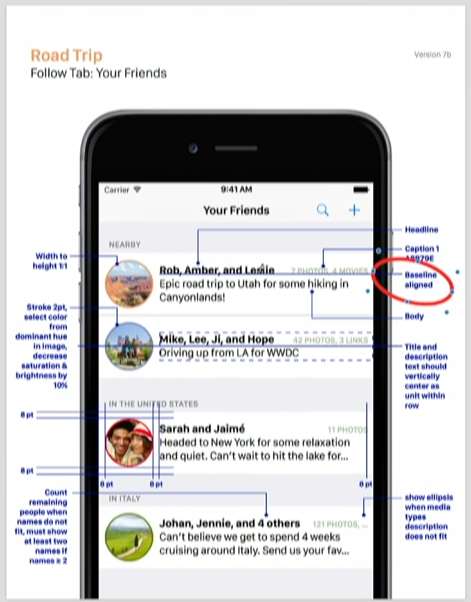 Road Trip
Version 7b
Follow Tab: Your Friends
Carrier
9:41 AM
Your Friends
NEARBY
Rob, Amber, and Leslie
7 PHOTOS, 4 MOVIES
Epic road trip to Utah for some hiking in
Canyonlands!
Mike, Lee, Ji, and Hope
42 PHOTOS, 3 LINKS
Driving up from LA for WWDC
IN THE UNITED STATES
Sarah and Jaimé
11 PHOTOS
Headed to New York for some relaxation
and quiet. Can't wait to hit the lake for...
IN ITALY
Johan, Jennie, and 4 others
121 PHOTOS, ...
Can't believe we get to spend 4 weeks
cruising around Italy. Send us your fav...
Width to
height 1:1
Stroke 2pt,
select color
from
dominant hue
in image,
decrease
saturation &
brightness by
10%
8 pt
8 pt
8 pt
8 pt
8 pt
Count
remaining
people when
names do not
fit, must show
at least two
names if
names ≥ 2
Headline
Caption 1
Baseline
aligned
Body
Title and
description
text should
vertically
center as
unit within
row
show ellipsis
when media
types
description
does not fit